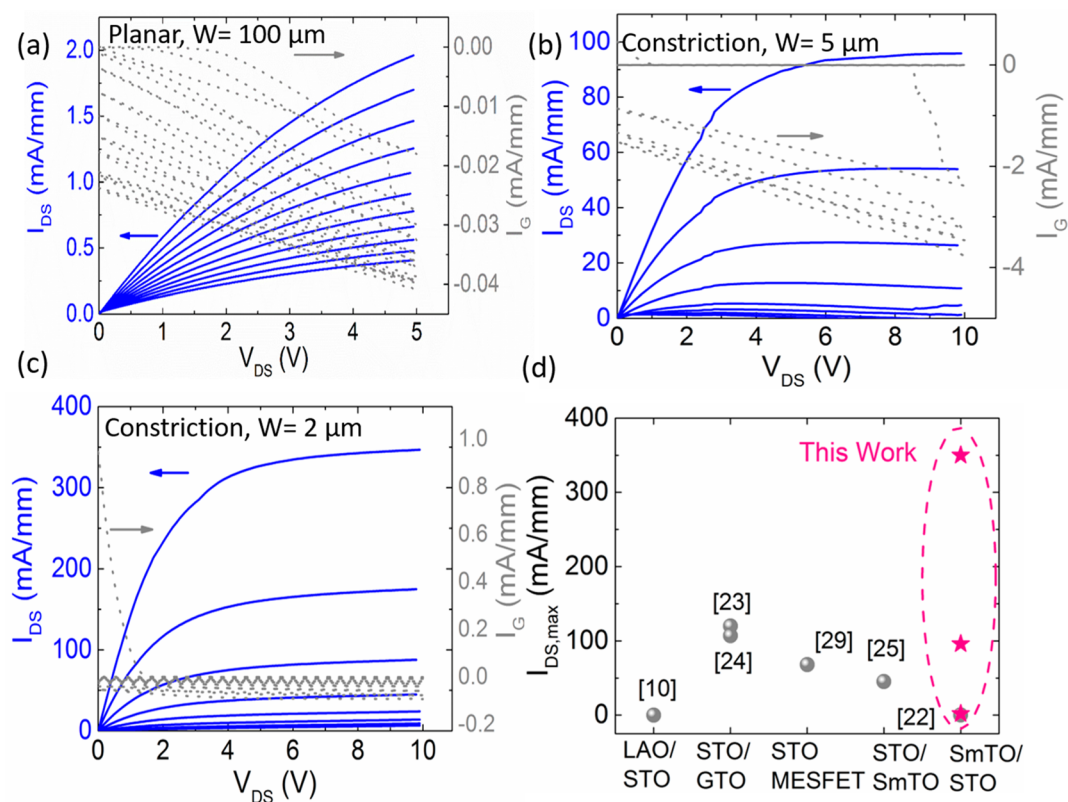 (a)
Planar, W= 100 μm
2.0
1.5
1.0
0.5
0.0
I_DS (mA/mm)
0.00
-0.01
-0.02
-0.03
-0.04
I_G (mA/mm)
0 1 2 3 4 5
V_DS (V)
(b)
Constriction, W= 5 μm
100
80
60
40
20
0
I_DS (mA/mm)
0
-2
-4
I_G (mA/mm)
0 2 4 6 8 10
V_DS (V)
(c)
Constriction, W= 2 μm
400
300
200
100
50
0
I_DS (mA/mm)
1.0
0.8
0.6
0.4
0.2
0.0
-0.2
I_G (mA/mm)
0 2 4 6 8 10
V_DS (V)
(d)
This Work
400
300
200
100
0
I_DS,max (mA/mm)
[23]
[24]
[29]
[25]
[10]
[22]
LAO/ STO/ STO STO/ SmTO/
STO GTO MESFET SmTO STO